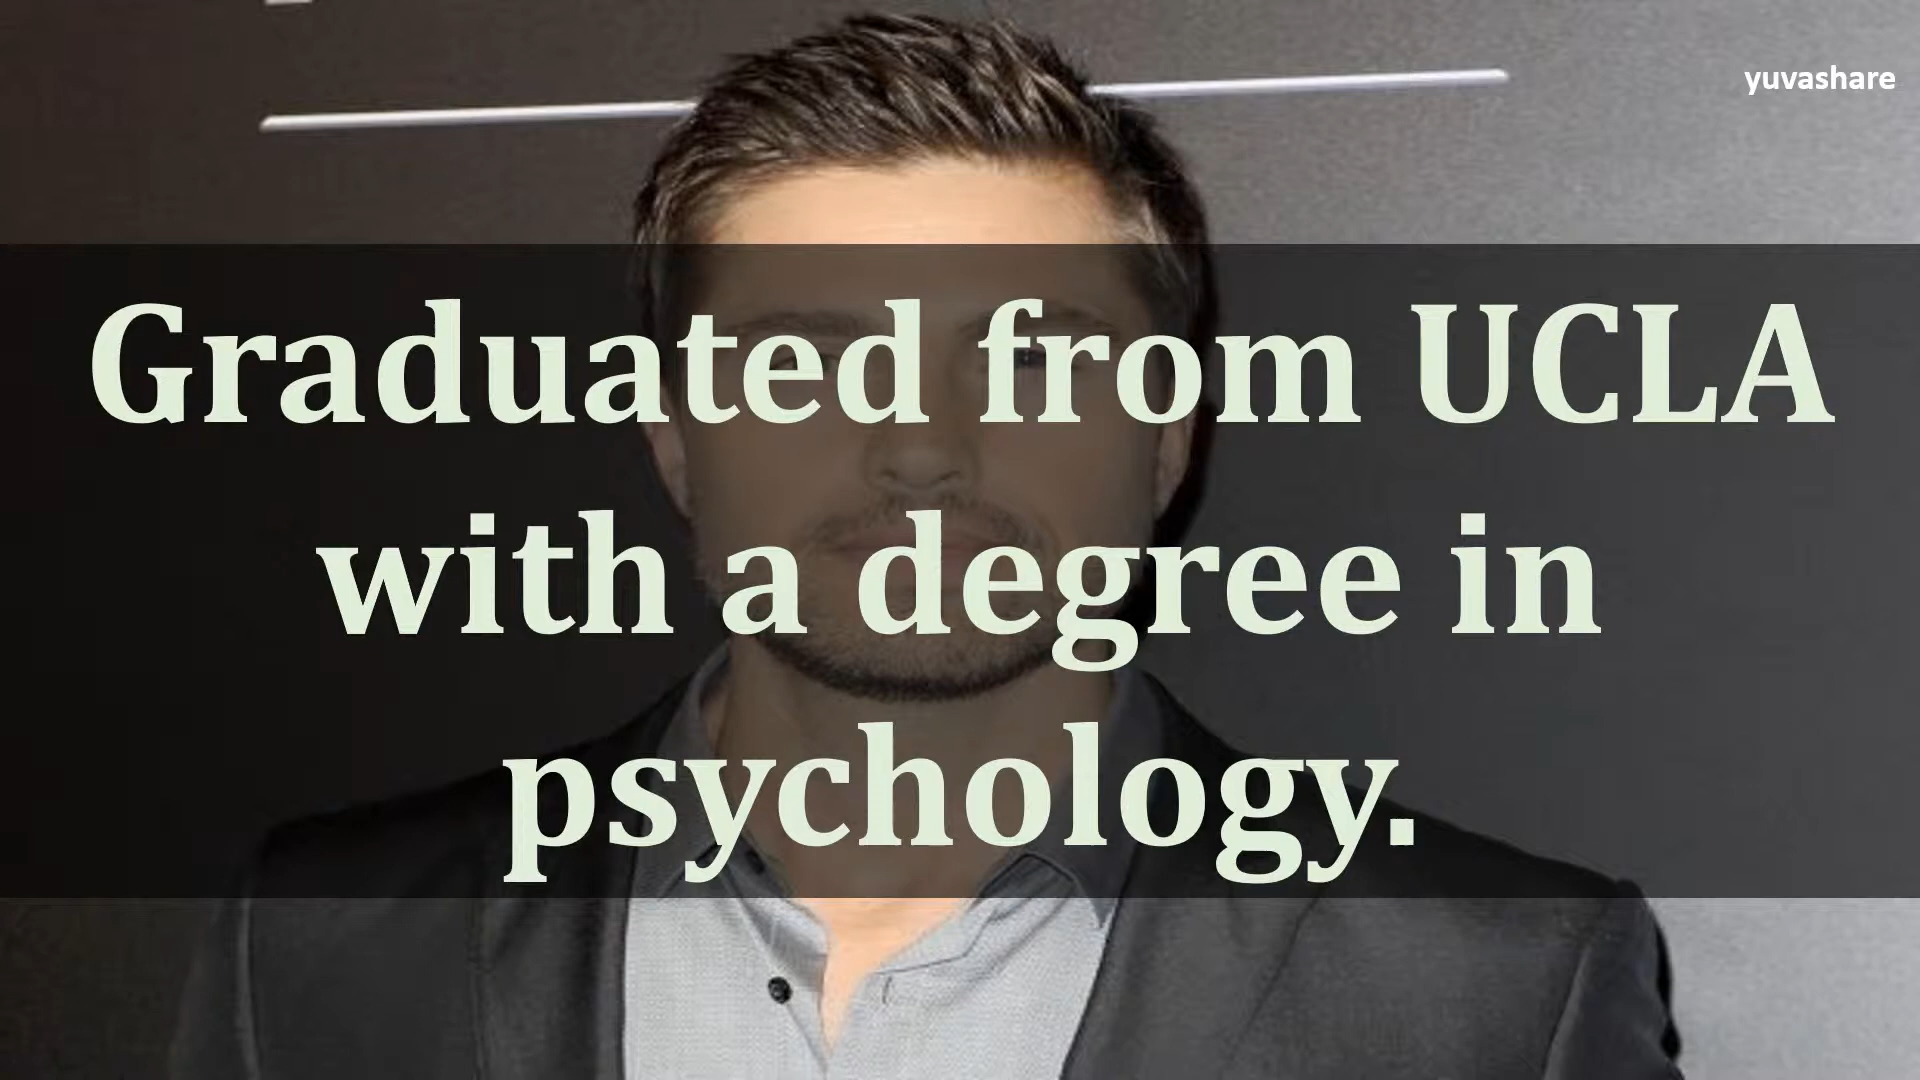 yuvashare
Graduated from UCLA
with a degree in
psychology.